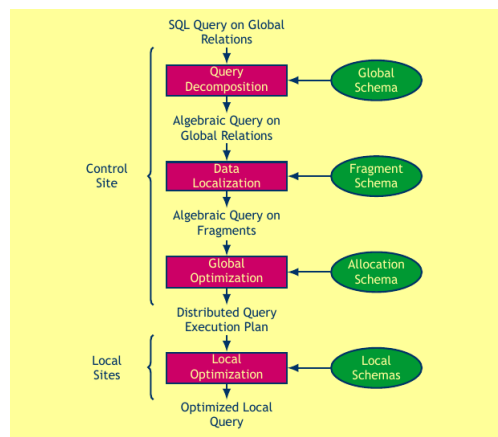 SQL Query on Global
Relations
Query
Decomposition
Global
Schema
Algebraic Query on
Global Relations
Control
Site
Data
Localization
Fragment
Schema
Algebraic Query on
Fragments
Global
Optimization
Allocation
Schema
Distributed Query
Execution Plan
Local
Sites
Local
Optimization
Local
Schemas
Optimized Local
Query